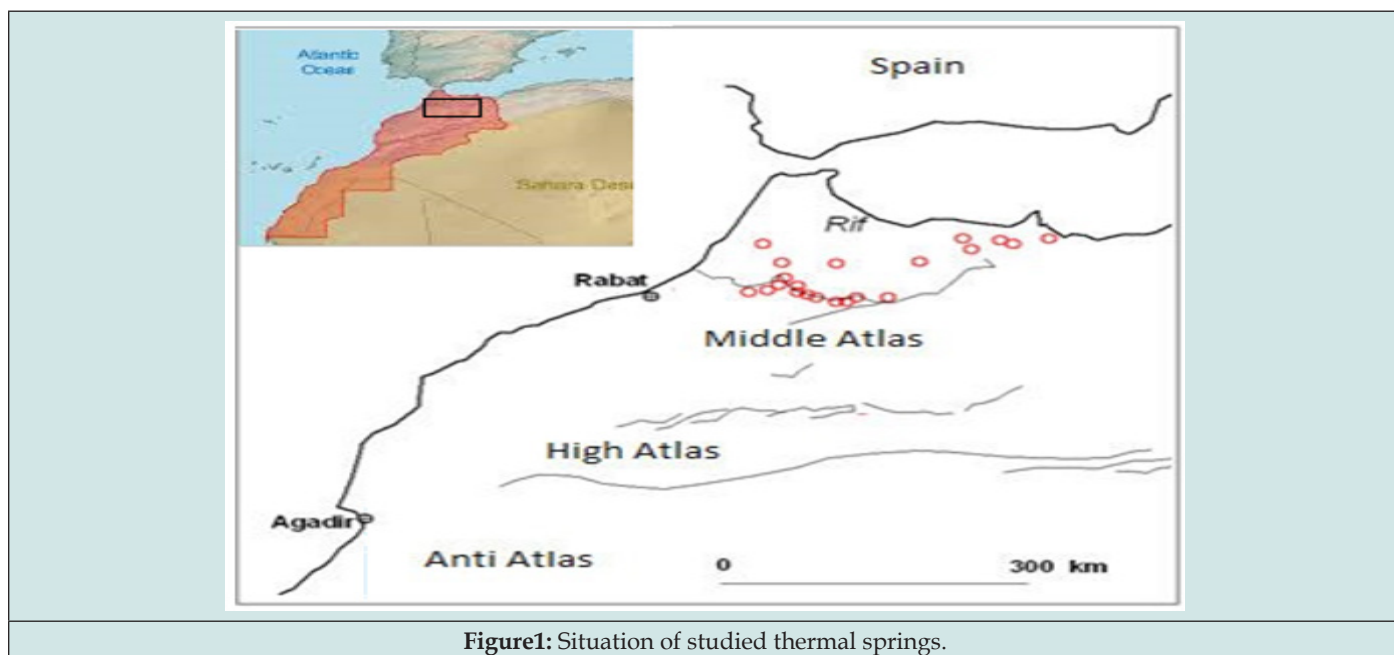 Atlantic
Ocean
Sahara Des
Spain
Rif
Rabat
Middle Atlas
High Atlas
Agadir
Anti Atlas
0 300 km
Figure1: Situation of studied thermal springs.